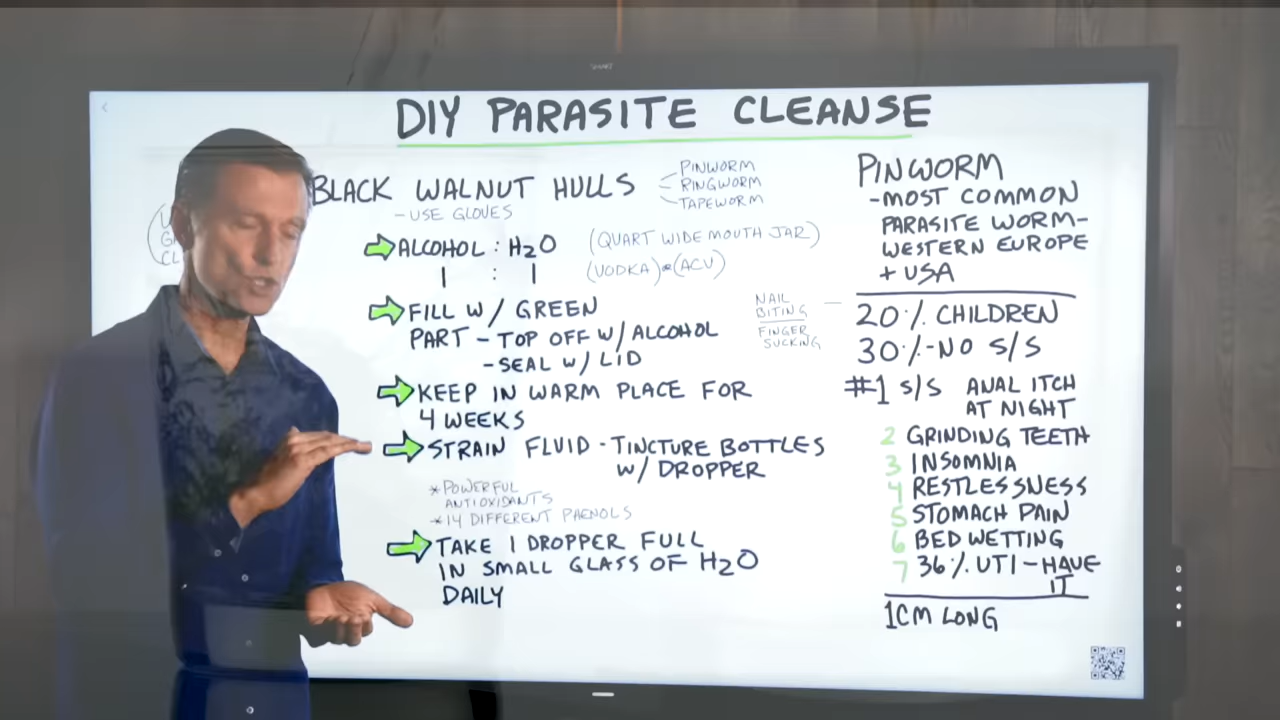 DIY PARASITE CLEANSE
BLACK WALNUT HULLS
- USE GLOVES
PINWORM
RINGWORM
TAPEWORM
ALCOHOL : H2O
1 : 1
(QUART WIDE MOUTH JAR)
(VODKA) (ACV)
FILL W/ GREEN
PART - TOP OFF W/ ALCOHOL
- SEAL W/ LID
KEEP IN WARM PLACE FOR
4 WEEKS
STRAIN FLUID - TINCTURE BOTTLES
W/ DROPPER
*POWERFUL
ANTIOXIDANTS
*14 DIFFERENT PHENOLS
TAKE 1 DROPPER FULL
IN SMALL GLASS OF H2O
DAILY
NAIL
BITING
FINGER
SUCKING
PINWORM
-MOST COMMON
PARASITE WORM-
WESTERN EUROPE
+ USA
20% CHILDREN
30%-NO S/S
#1 S/S ANAL ITCH
AT NIGHT
2 GRINDING TEETH
3 INSOMNIA
4 RESTLESSNESS
5 STOMACH PAIN
6 BED WETTING
7 36% UTI - HAVE
IT
1CM LONG